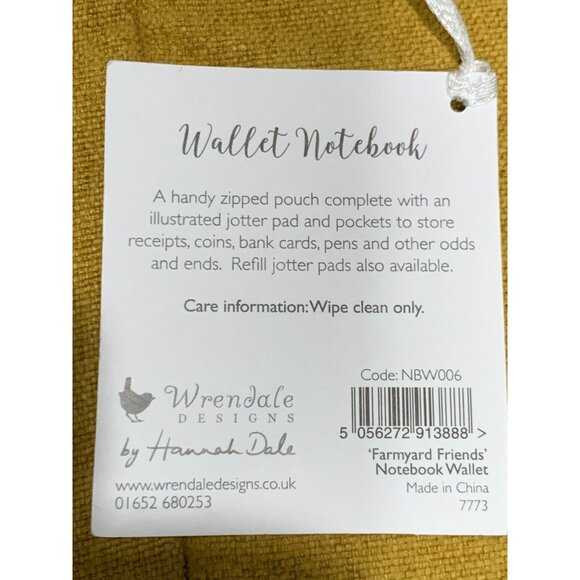 Wallet Notebook
A handy zipped pouch complete with an
illustrated jotter pad and pockets to store
receipts, coins, bank cards, pens and other odds
and ends. Refill jotter pads also available.
Care information: Wipe clean only.
Wrendale
DESIGNS
by Hannah Dale
www.wrendaledesigns.co.uk
01652 680253
Code: NBW006
5 056272 913888 >
'Farmyard Friends'
Notebook Wallet
Made in China
7773